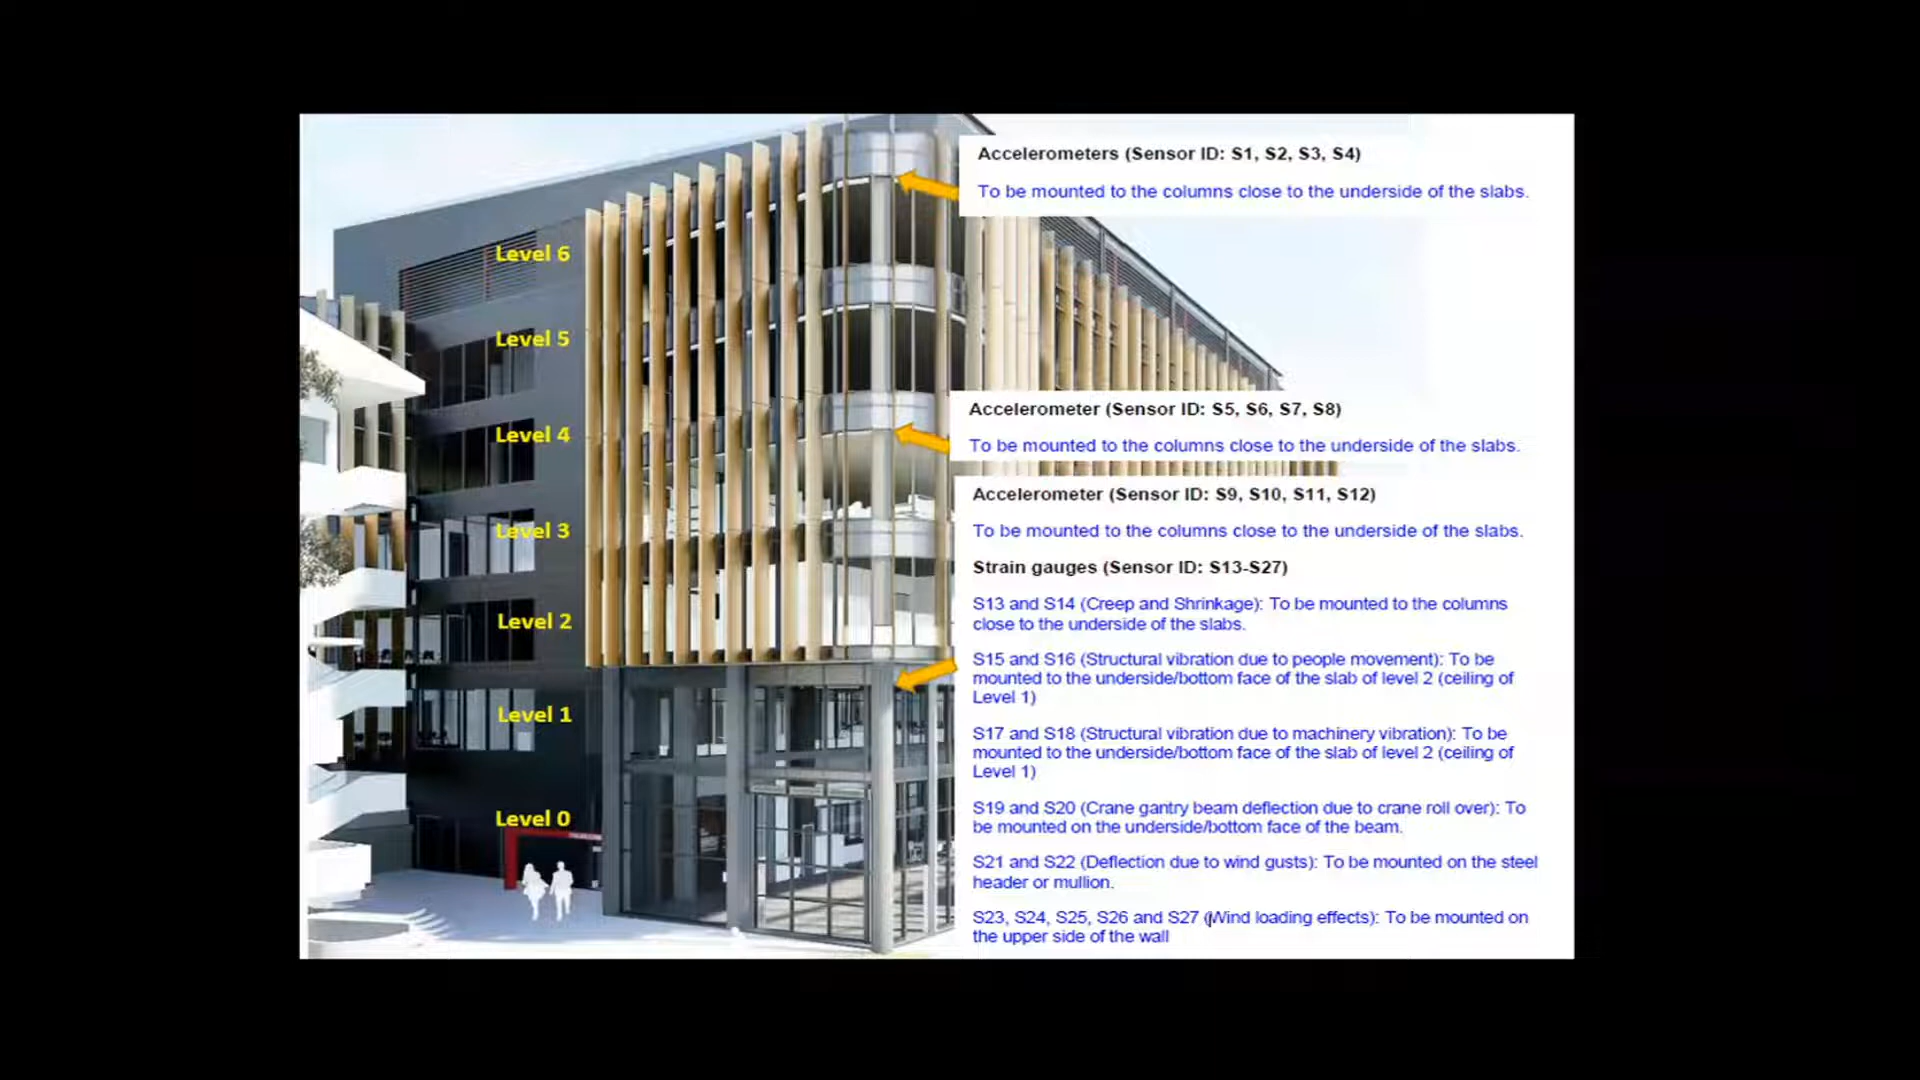 Accelerometers (Sensor ID: S1, S2, S3, S4)
To be mounted to the columns close to the underside of the slabs.
Level 6
Level 5
Accelerometer (Sensor ID: S5, S6, S7, S8)
Level 4
To be mounted to the columns close to the underside of the slabs.
Accelerometer (Sensor ID: S9, S10, S11, S12)
Level 3
To be mounted to the columns close to the underside of the slabs.
Strain gauges (Sensor ID: S13-S27)
S13 and S14 (Creep and Shrinkage): To be mounted to the columns
close to the underside of the slabs.
Level 2
S15 and S16 (Structural vibration due to people movement): To be
mounted to the underside/bottom face of the slab of level 2 (ceiling of
Level 1)
Level 1
S17 and S18 (Structural vibration due to machinery vibration): To be
mounted to the underside/bottom face of the slab of level 2 (ceiling of
Level 1)
Level 0
S19 and S20 (Crane gantry beam deflection due to crane roll over): To
be mounted on the underside/bottom face of the beam.
S21 and S22 (Deflection due to wind gusts): To be mounted on the steel
header or mullion.
S23, S24, S25, S26 and S27 (Wind loading effects): To be mounted on
the upper side of the wall